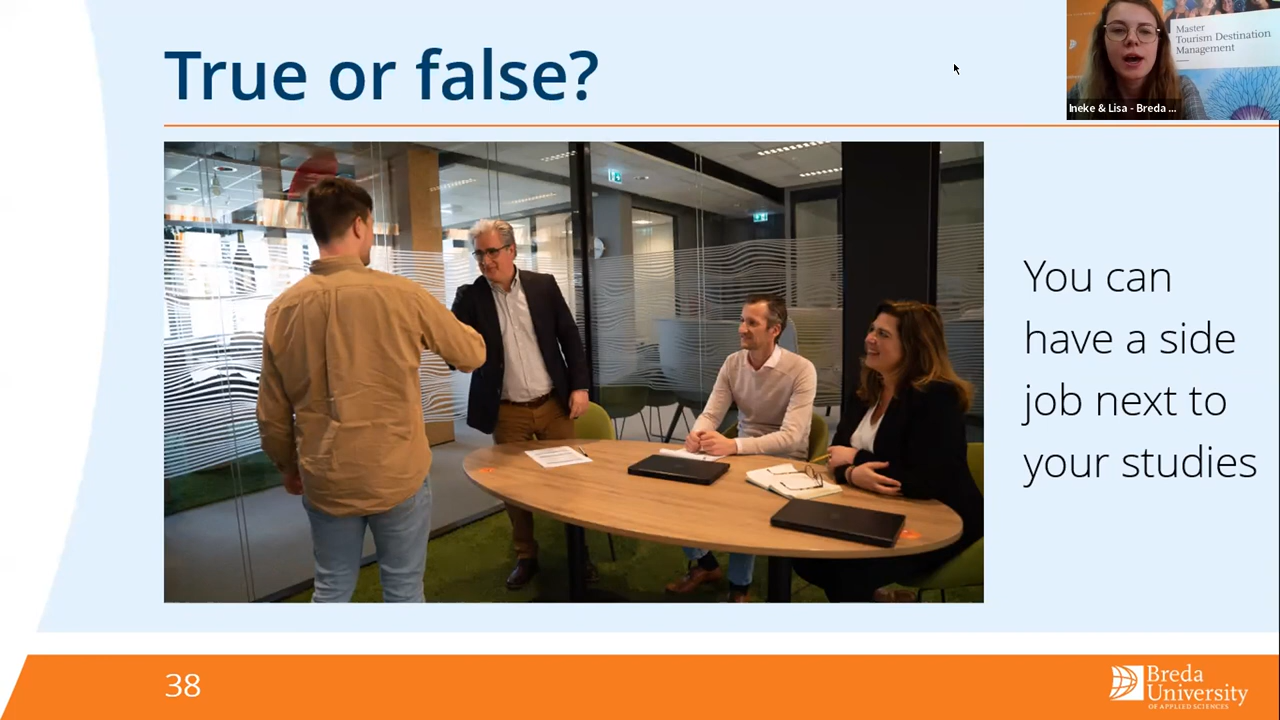 True or false?
Master
Tourism Destination
Management
Ineke & Lisa - Breda ...
You can
have a side
job next to
your studies
38
Breda
University
OF APPLIED SCIENCES